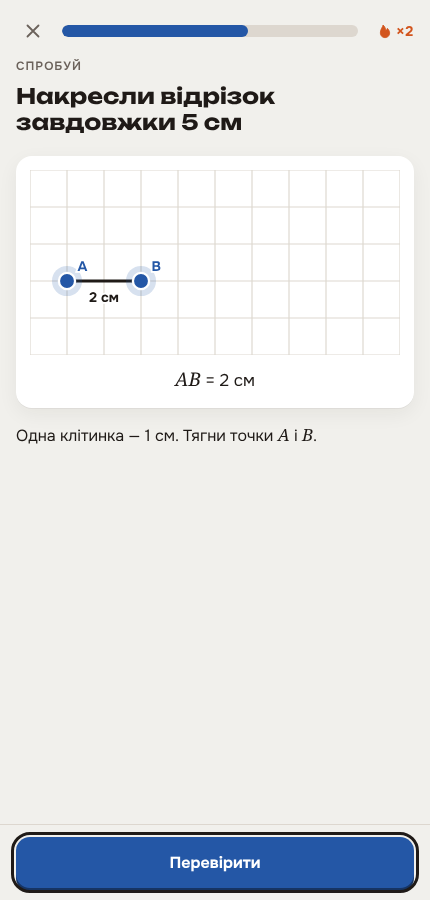 ×2
СПРОБУЙ
Накресли відрізок
завдовжки 5 см
A
B
2 см
AB = 2 см
Одна клітинка — 1 см. Тягни точки A і B.
Перевірити